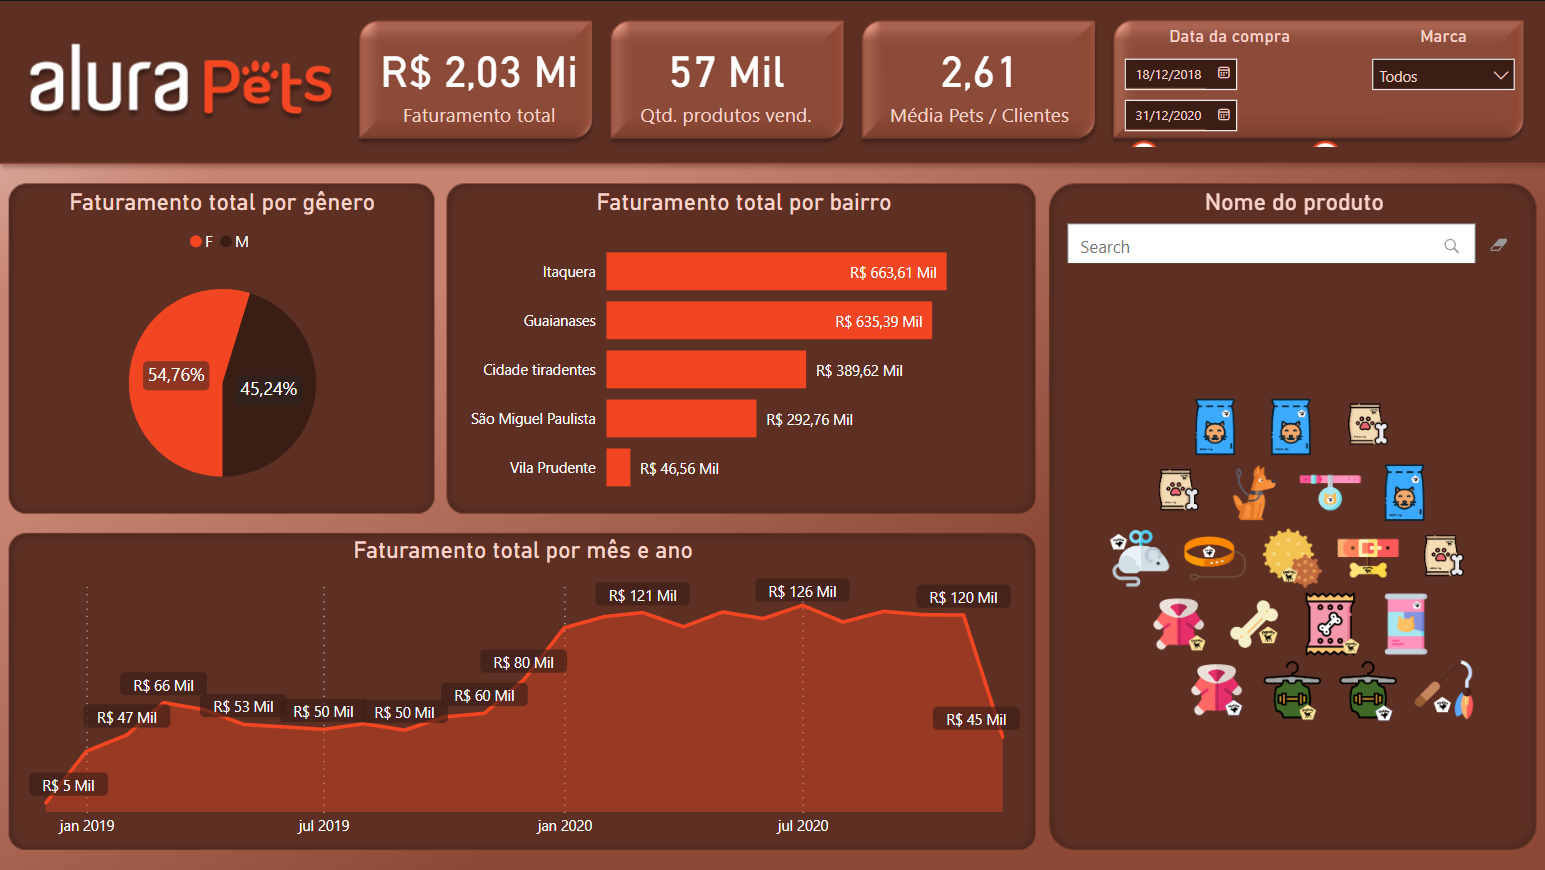 alura Pets
R$ 2,03 Mi
Faturamento total
57 Mil
Qtd. produtos vend.
2,61
Média Pets / Clientes
Data da compra
18/12/2018
31/12/2020
Marca
Todos
Faturamento total por gênero
F M
54,76%
45,24%
Faturamento total por bairro
Itaquera R$ 663,61 Mil
Guaianases R$ 635,39 Mil
Cidade tiradentes R$ 389,62 Mil
São Miguel Paulista R$ 292,76 Mil
Vila Prudente R$ 46,56 Mil
Nome do produto
Search
Faturamento total por mês e ano
R$ 5 Mil
R$ 47 Mil
R$ 66 Mil
R$ 53 Mil
R$ 50 Mil
R$ 50 Mil
R$ 60 Mil
R$ 80 Mil
R$ 121 Mil
R$ 126 Mil
R$ 120 Mil
R$ 45 Mil
jan 2019 jul 2019 jan 2020 jul 2020